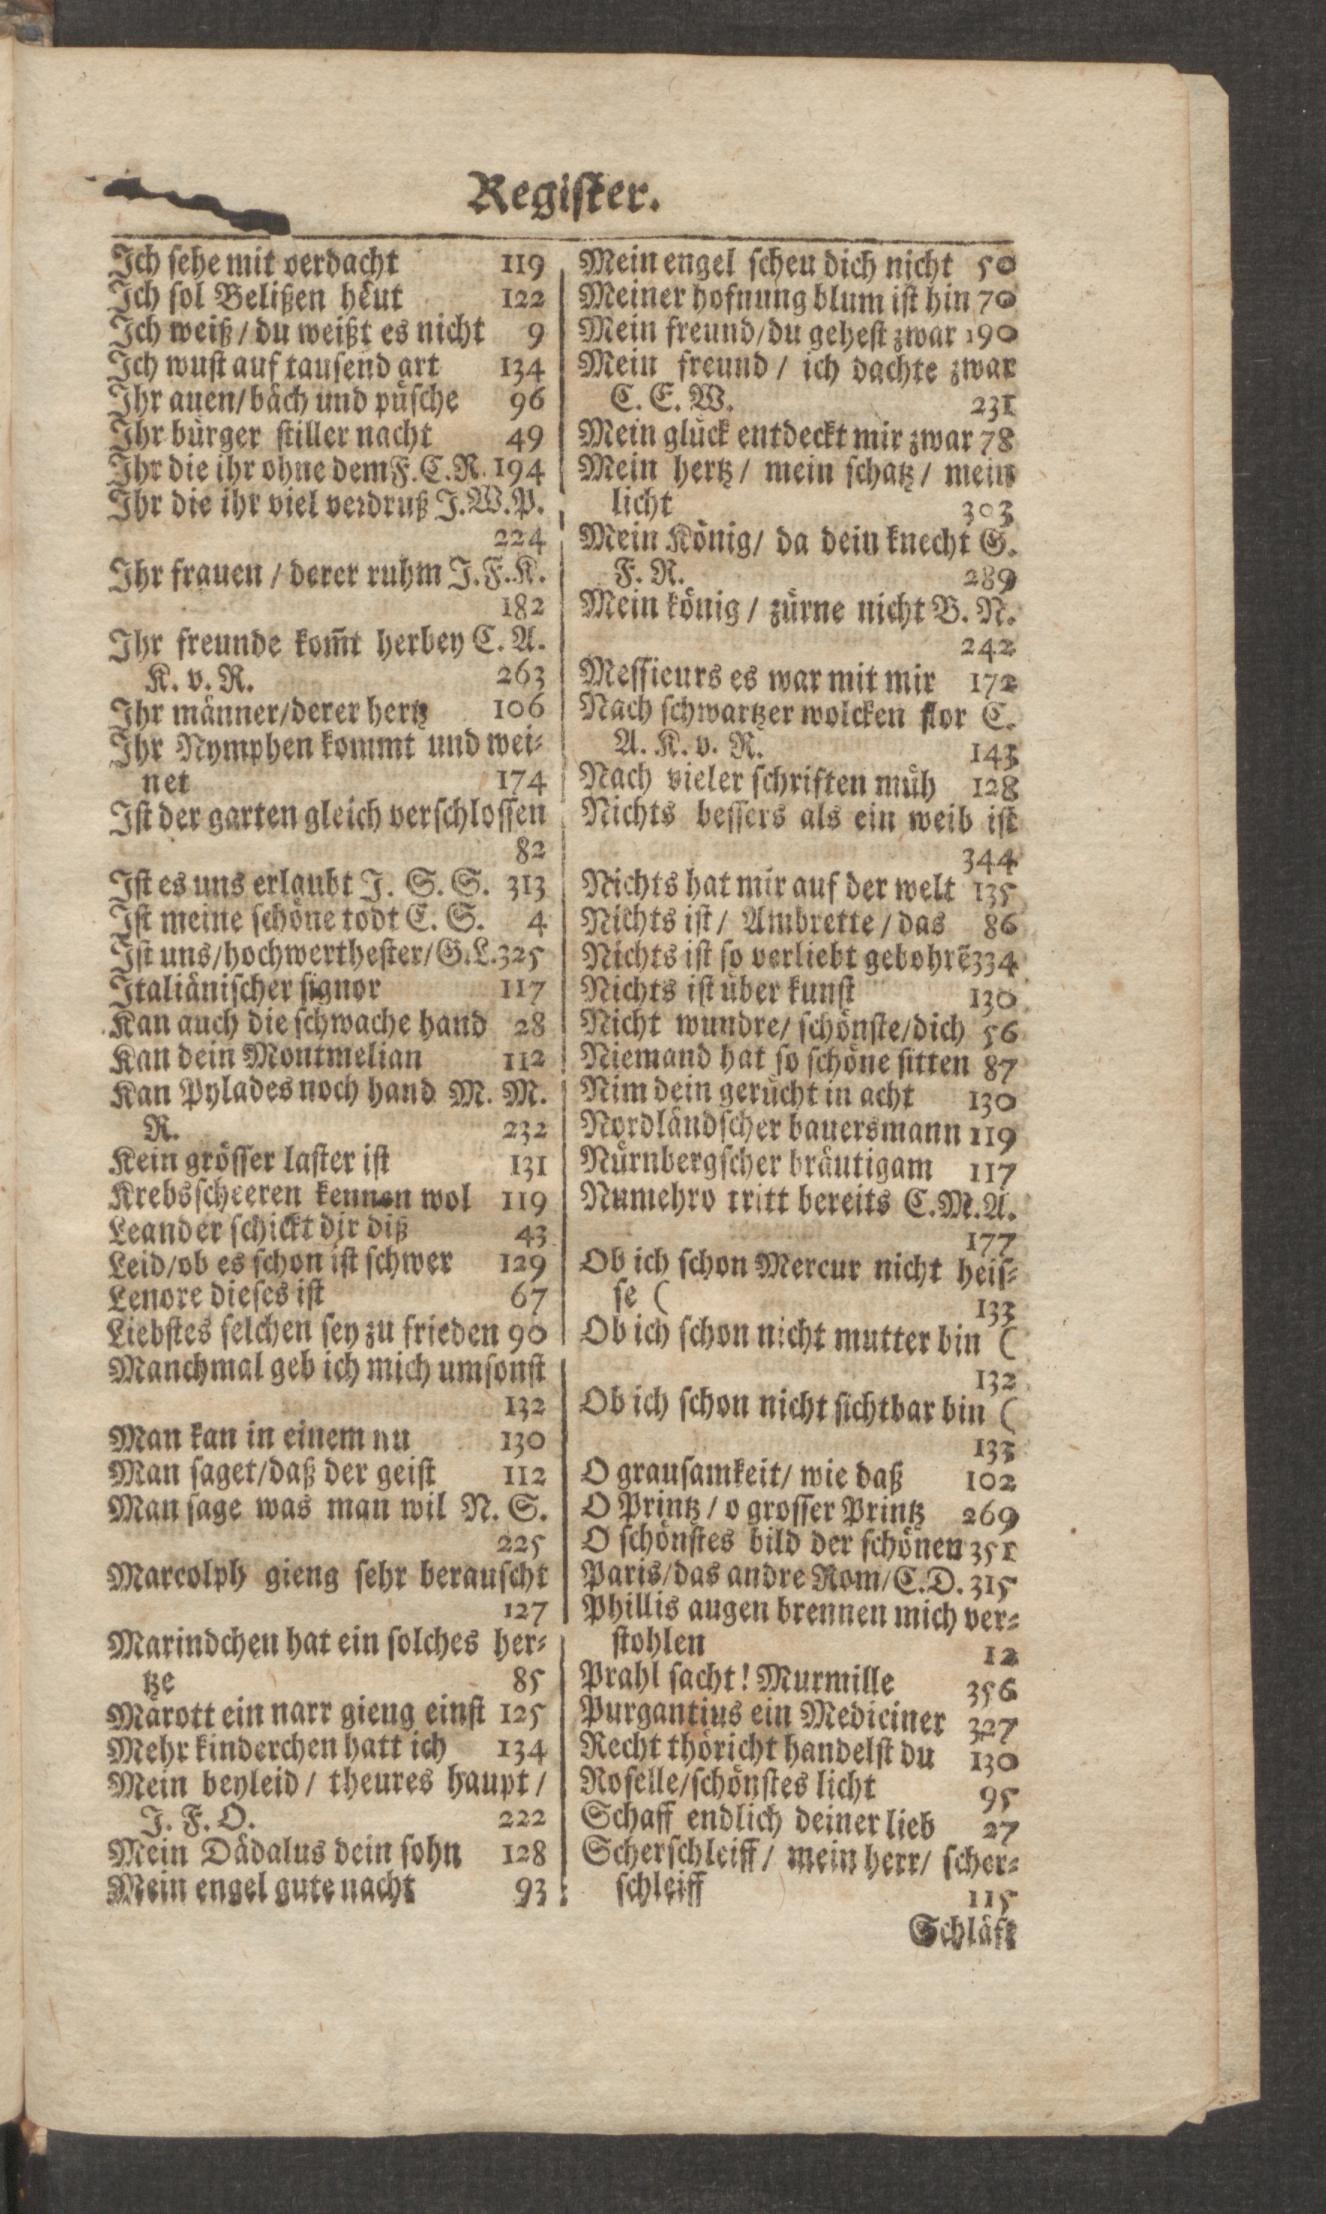 Register.
Ich sehe mit verdacht 119
Ich sol Belißen heut 122
Ich weiß/ du weißt es nicht 9
Ich wust auf tausend art 134
Ihr auen/ bäch und püsche 96
Ihr bürger stiller nacht 49
Ihr die ihr ohne dem F. C. R. 194
Ihr die ihr viel verdruß J. W. P.
224
Ihr frauen / derer ruhm J. F. K.
182
Ihr freunde kom̃t herbey C. A.
K. v. R. 263
Ihr männer/ derer hertz 106
Ihr Nymphen kommt und wei-
net 174
Ist der garten gleich verschlossen
82
Ist es uns erlaubt J. S. S. 313
Ist meine schöne todt C. S. 4
Ist uns/ hochwerthester/ G. L. 325
Italiänischer signor 117
Kan auch die schwache hand 28
Kan dein Montmelian 112
Kan Pylades noch hand M. M.
R. 232
Kein grösser laster ist 131
Krebsscheeren kennen wol 119
Leander schickt dir diß 43
Leid/ ob es schon ist schwer 129
Lenore dieses ist 67
Liebstes selchen sey zu frieden 90
Manchmal geb ich mich umsonst
132
Man kan in einem nu 130
Man saget/ daß der geist 112
Man sage was man wil N. S.
225
Marcolph gieng sehr berauscht
127
Marindchen hat ein solches her-
tze 85
Marott ein narr gieng einst 125
Mehr kinderchen hatt ich 134
Mein beyleid / theures haupt /
J. F. O. 222
Mein Dädalus dein sohn 128
Mein engel gute nacht 93
Mein engel scheu dich nicht 50
Meiner hofnung blum ist hin 70
Mein freund/ du gehest zwar 190
Mein freund / ich dachte zwar
C. E. W. 231
Mein glück entdeckt mir zwar 78
Mein hertz/ mein schatz/ mein
licht 303
Mein König/ da dein knecht G.
F. R. 289
Mein könig / zürne nicht B. N.
242
Messieurs es war mit mir 172
Nach schwartzer wolcken flor C.
A. K. v. R. 143
Nach vieler schriften müh 128
Nichts bessers als ein weib ist
344
Nichts hat mir auf der welt 135
Nichts ist/ Ambrette / das 86
Nichts ist so verliebt gebohrẽ 334
Nichts ist über kunst 130
Nicht wundre/ schönste/ dich 56
Niemand hat so schöne sitten 87
Nim dein gerücht in acht 130
Nordländscher bauersmann 119
Nürnbergscher bräutigam 117
Numehro tritt bereits C. M. A.
177
Ob ich schon Mercur nicht heis-
se ( 133
Ob ich schon nicht mutter bin (
132
Ob ich schon nicht sichtbar bin (
133
O grausamkeit/ wie daß 102
O Printz / o grosser Printz 269
O schönstes bild der schönen 351
Paris/ das andre Rom/ C. D. 315
Phillis augen brennen mich ver-
stohlen 12
Prahl sacht! Murmille 356
Purgantius ein Mediciner 327
Recht thöricht handelst du 130
Roselle/ schönstes licht 95
Schaff endlich deiner lieb 27
Scherschleiff / mein herr/ scher-
schleiff 115
Schläft